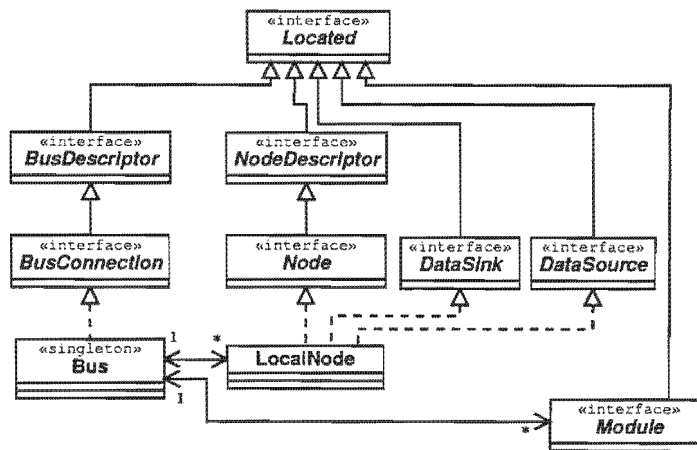 «interface»
Located
«interface»
BusDescriptor
«interface»
NodeDescriptor
«interface»
BusConnection
«interface»
Node
«interface»
DataSink
«interface»
DataSource
«singleton»
Bus
1
*
LocalNode
1
*
«interface»
Module